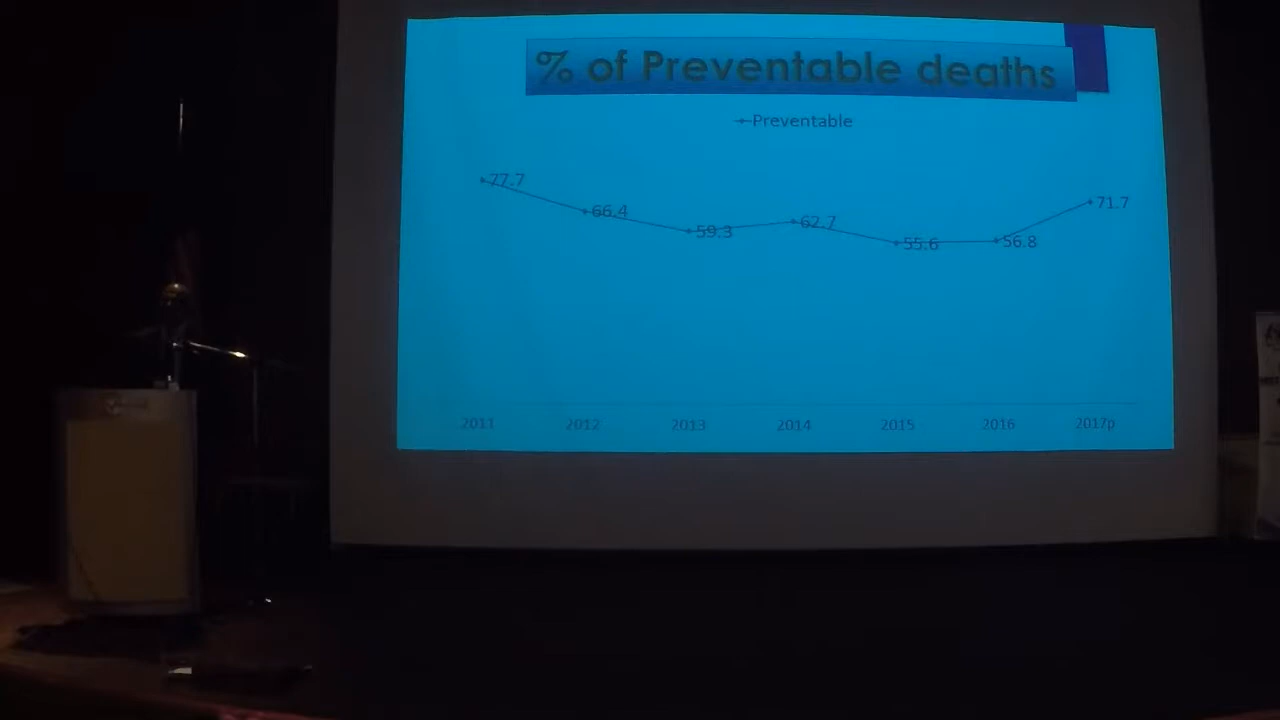 % of Preventable deaths
Preventable
77.7
66.4
59.3
62.7
55.6
56.8
71.7
2011 2012 2013 2014 2015 2016 2017p